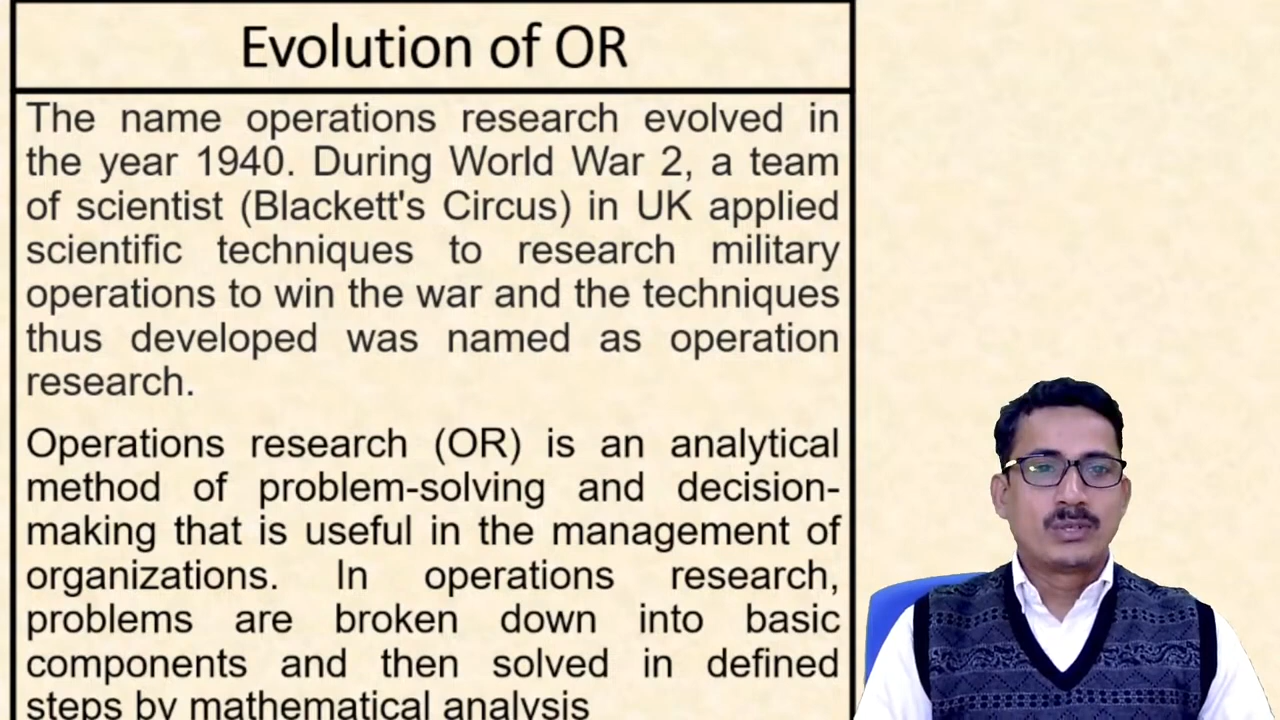 Evolution of OR
The name operations research evolved in
the year 1940. During World War 2, a team
of scientist (Blackett's Circus) in UK applied
scientific techniques to research military
operations to win the war and the techniques
thus developed was named as operation
research.
Operations research (OR) is an analytical
method of problem-solving and decision-
making that is useful in the management of
organizations. In operations research,
problems are broken down into basic
components and then solved in defined
steps by mathematical analysis